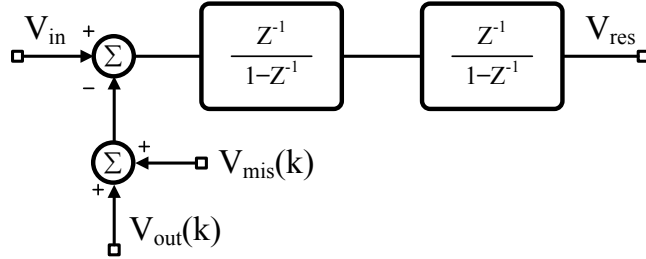 V_in
+
Σ
−
Z⁻¹
1−Z⁻¹
Z⁻¹
1−Z⁻¹
V_res
Σ
+
+
V_mis(k)
V_out(k)